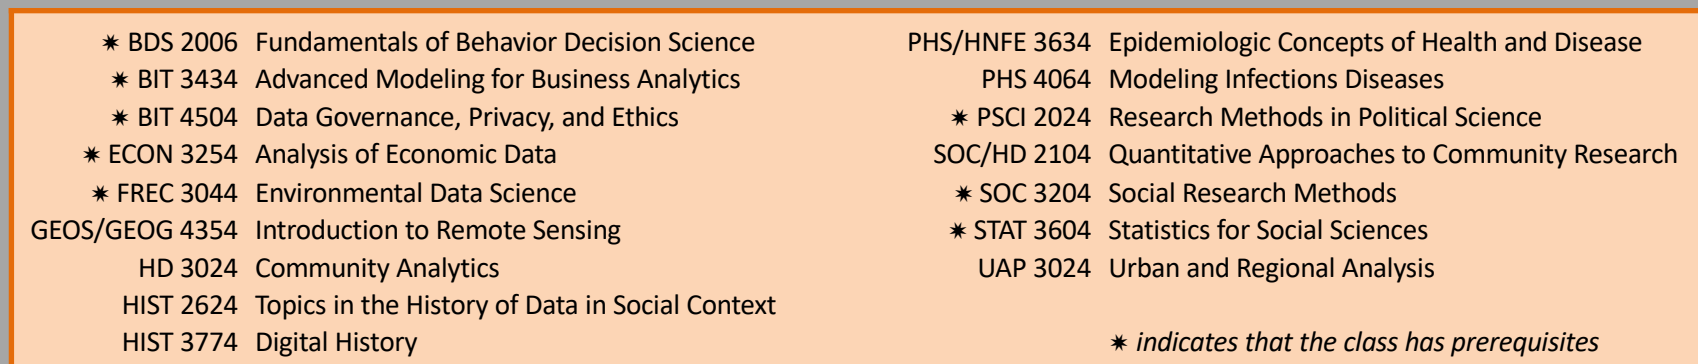 ✷ BDS 2006 Fundamentals of Behavior Decision Science
✷ BIT 3434 Advanced Modeling for Business Analytics
✷ BIT 4504 Data Governance, Privacy, and Ethics
✷ ECON 3254 Analysis of Economic Data
✷ FREC 3044 Environmental Data Science
GEOS/GEOG 4354 Introduction to Remote Sensing
HD 3024 Community Analytics
HIST 2624 Topics in the History of Data in Social Context
HIST 3774 Digital History
PHS/HNFE 3634 Epidemiologic Concepts of Health and Disease
PHS 4064 Modeling Infections Diseases
✷ PSCI 2024 Research Methods in Political Science
SOC/HD 2104 Quantitative Approaches to Community Research
✷ SOC 3204 Social Research Methods
✷ STAT 3604 Statistics for Social Sciences
UAP 3024 Urban and Regional Analysis
✷ indicates that the class has prerequisites